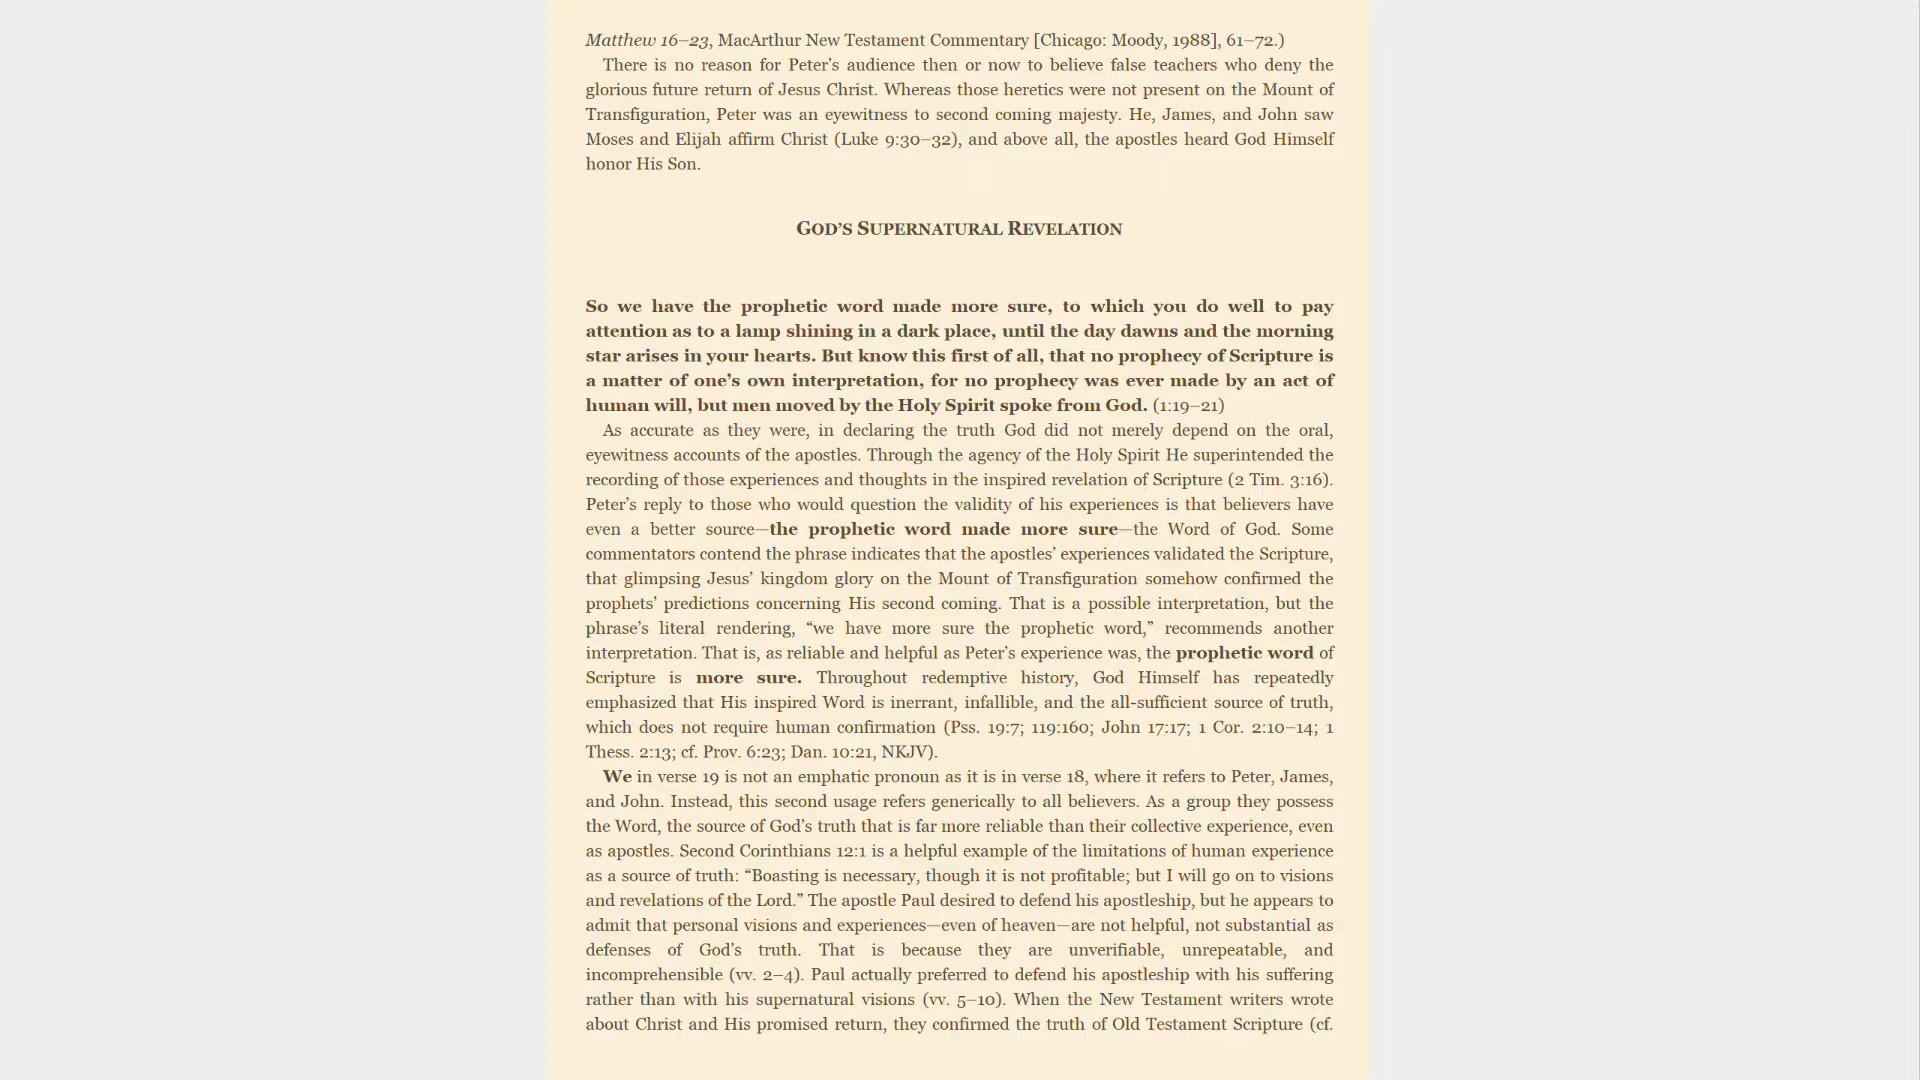 Matthew 16–23, MacArthur New Testament Commentary [Chicago: Moody, 1988], 61–72.)
There is no reason for Peter’s audience then or now to believe false teachers who deny the
glorious future return of Jesus Christ. Whereas those heretics were not present on the Mount of
Transfiguration, Peter was an eyewitness to second coming majesty. He, James, and John saw
Moses and Elijah affirm Christ (Luke 9:30–32), and above all, the apostles heard God Himself
honor His Son.
GOD’S SUPERNATURAL REVELATION
So we have the prophetic word made more sure, to which you do well to pay
attention as to a lamp shining in a dark place, until the day dawns and the morning
star arises in your hearts. But know this first of all, that no prophecy of Scripture is
a matter of one’s own interpretation, for no prophecy was ever made by an act of
human will, but men moved by the Holy Spirit spoke from God. (1:19–21)
As accurate as they were, in declaring the truth God did not merely depend on the oral,
eyewitness accounts of the apostles. Through the agency of the Holy Spirit He superintended the
recording of those experiences and thoughts in the inspired revelation of Scripture (2 Tim. 3:16).
Peter’s reply to those who would question the validity of his experiences is that believers have
even a better source—the prophetic word made more sure—the Word of God. Some
commentators contend the phrase indicates that the apostles’ experiences validated the Scripture,
that glimpsing Jesus’ kingdom glory on the Mount of Transfiguration somehow confirmed the
prophets’ predictions concerning His second coming. That is a possible interpretation, but the
phrase’s literal rendering, “we have more sure the prophetic word,” recommends another
interpretation. That is, as reliable and helpful as Peter’s experience was, the prophetic word of
Scripture is more sure. Throughout redemptive history, God Himself has repeatedly
emphasized that His inspired Word is inerrant, infallible, and the all-sufficient source of truth,
which does not require human confirmation (Pss. 19:7; 119:160; John 17:17; 1 Cor. 2:10–14; 1
Thess. 2:13; cf. Prov. 6:23; Dan. 10:21, NKJV).
We in verse 19 is not an emphatic pronoun as it is in verse 18, where it refers to Peter, James,
and John. Instead, this second usage refers generically to all believers. As a group they possess
the Word, the source of God’s truth that is far more reliable than their collective experience, even
as apostles. Second Corinthians 12:1 is a helpful example of the limitations of human experience
as a source of truth: “Boasting is necessary, though it is not profitable; but I will go on to visions
and revelations of the Lord.” The apostle Paul desired to defend his apostleship, but he appears to
admit that personal visions and experiences—even of heaven—are not helpful, not substantial as
defenses of God’s truth. That is because they are unverifiable, unrepeatable, and
incomprehensible (vv. 2–4). Paul actually preferred to defend his apostleship with his suffering
rather than with his supernatural visions (vv. 5–10). When the New Testament writers wrote
about Christ and His promised return, they confirmed the truth of Old Testament Scripture (cf.